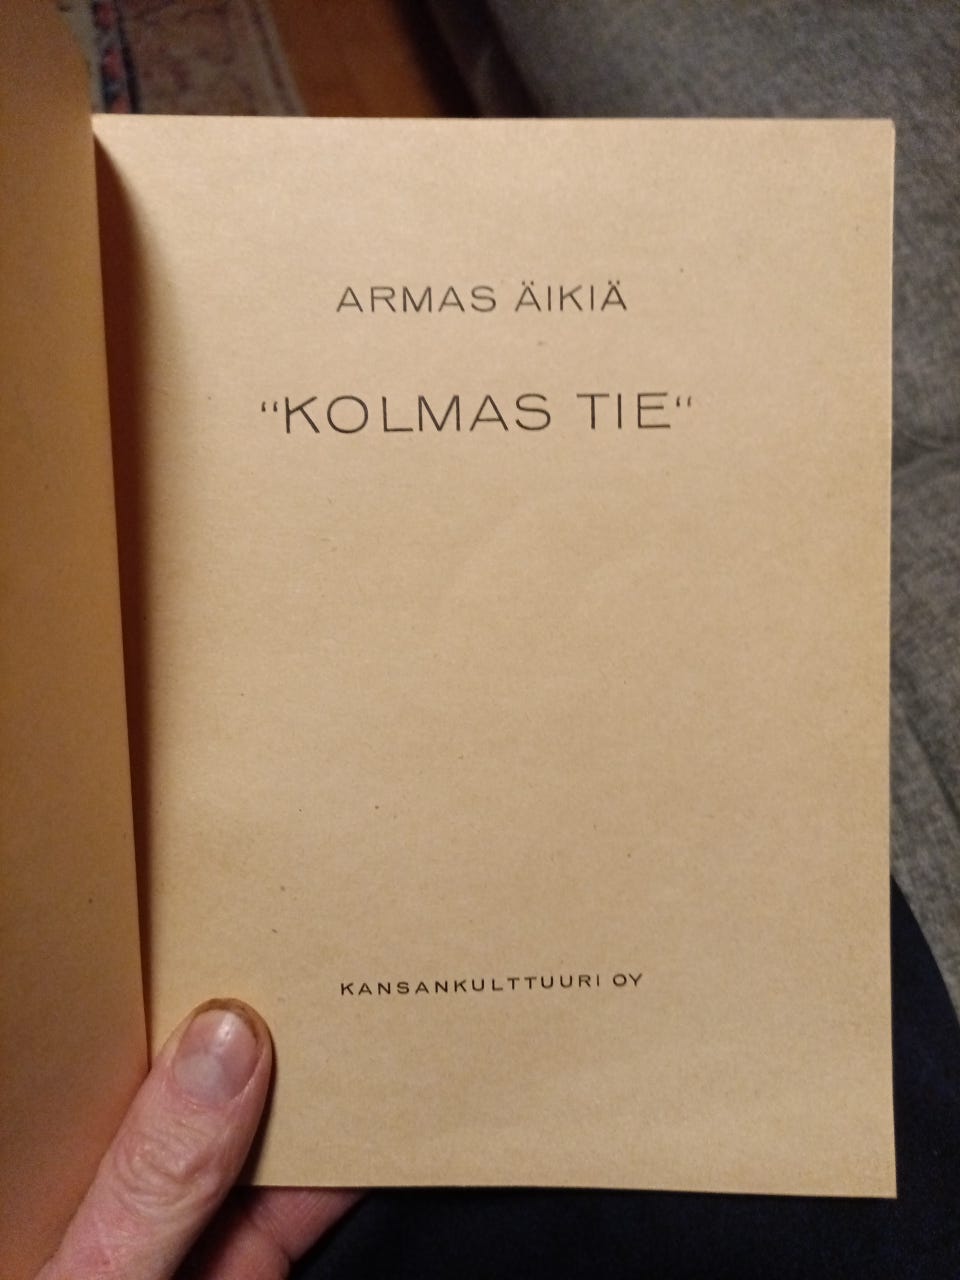 ARMAS ÄIKIÄ
“KOLMAS TIE“
KANSANKULTTUURI OY